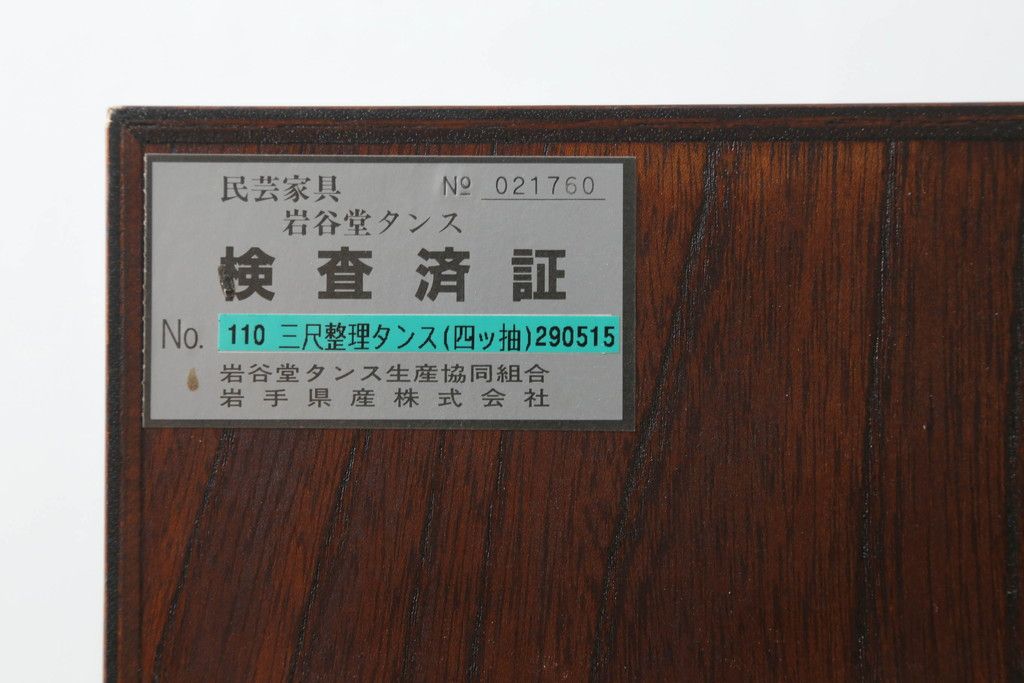 民芸家具 Nº 021760
岩谷堂タンス
検査済証
No. 110 三尺整理タンス(四ッ抽)290515
岩谷堂タンス生産協同組合
岩手県産株式会社